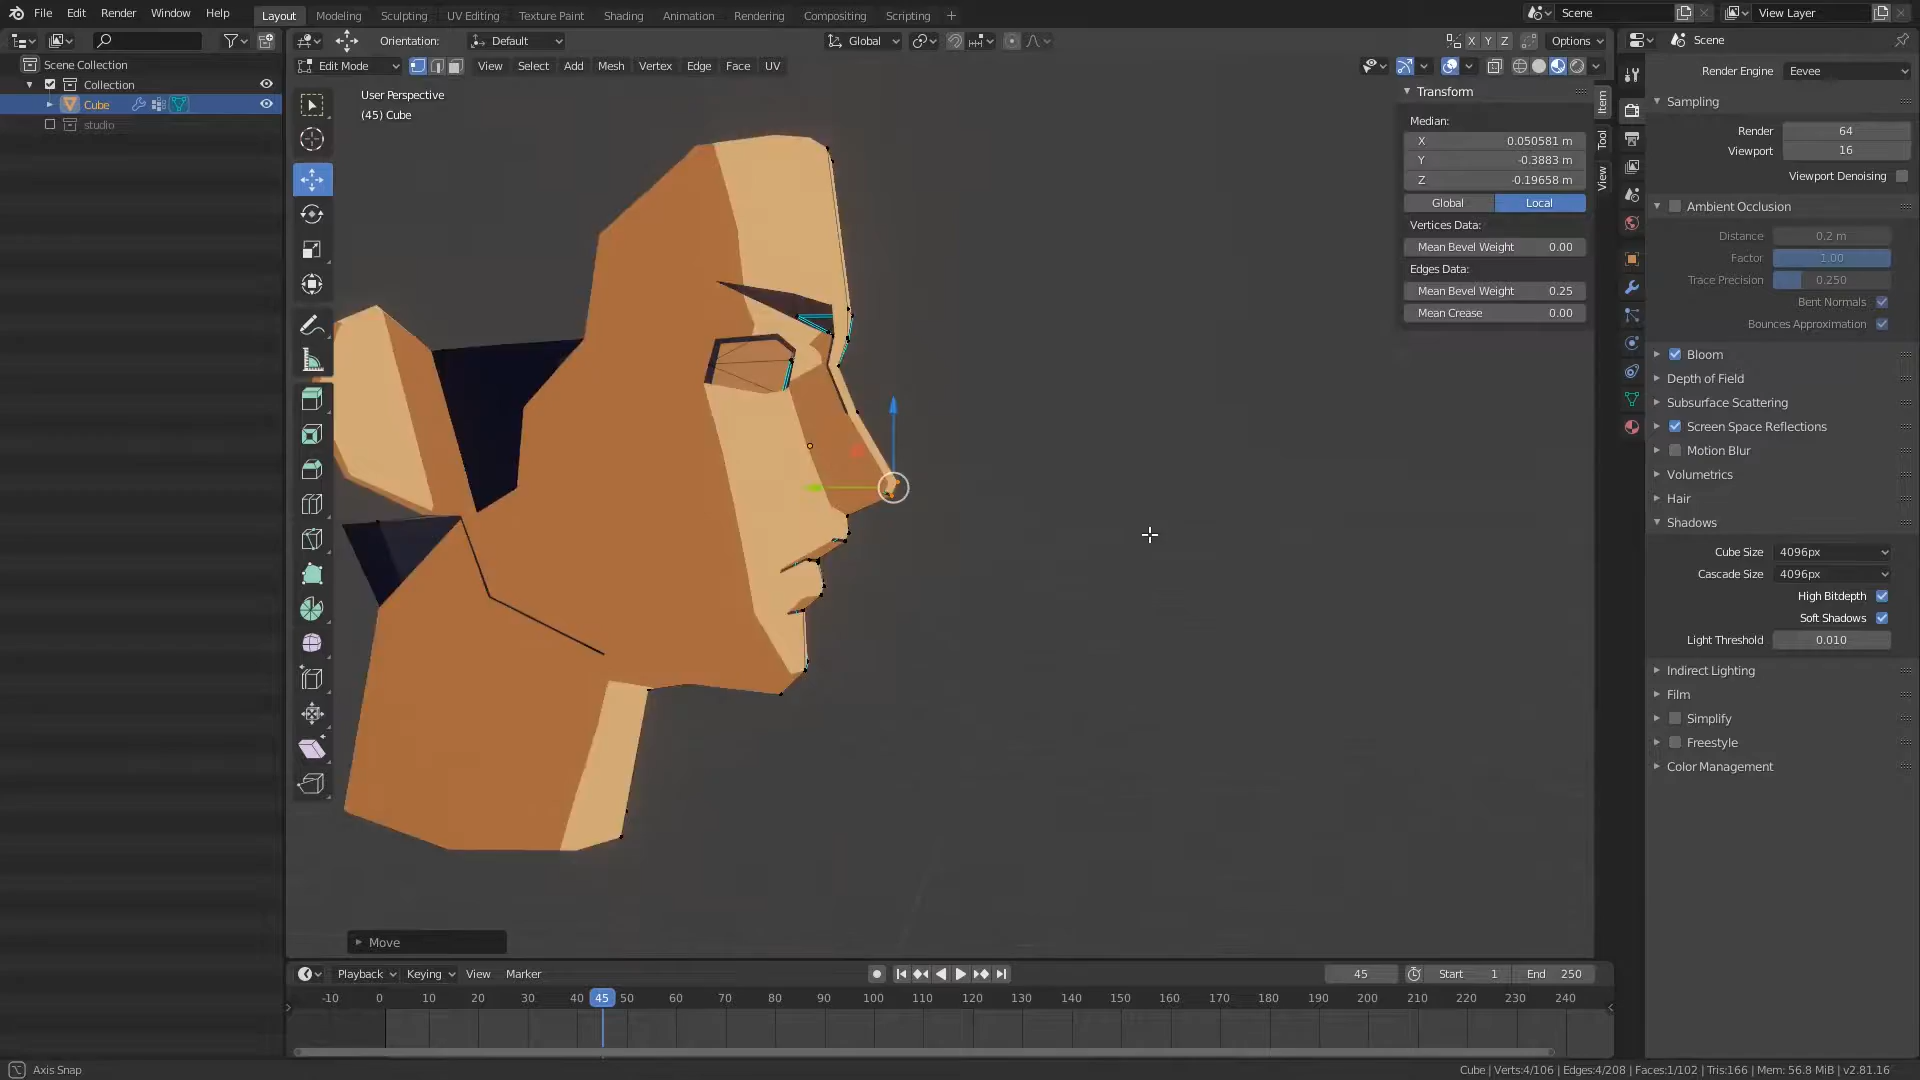 File Edit Render Window Help Layout Modeling Sculpting UV Editing Texture Paint Shading Animation Rendering Compositing Scripting + Scene View Layer
Orientation: Default Global X Y Z Options Scene
Edit Mode View Select Add Mesh Vertex Edge Face UV
Scene Collection
Collection
Cube
studio
User Perspective
(45) Cube
Transform
Median:
X 0.050581 m
Y -0.3883 m
Z -0.19658 m
Global Local
Vertices Data:
Mean Bevel Weight 0.00
Edges Data:
Mean Bevel Weight 0.25
Mean Crease 0.00
Item
Tool
View
Render Engine Eevee
Sampling
Render 64
Viewport 16
Viewport Denoising
Ambient Occlusion
Distance 0.2 m
Factor 1.00
Trace Precision 0.250
Bent Normals
Bounces Approximation
Bloom
Depth of Field
Subsurface Scattering
Screen Space Reflections
Motion Blur
Volumetrics
Hair
Shadows
Cube Size 4096px
Cascade Size 4096px
High Bitdepth
Soft Shadows
Light Threshold 0.010
Indirect Lighting
Film
Simplify
Freestyle
Color Management
Move
Playback Keying View Marker 45 Start 1 End 250
-10 0 10 20 30 40 45 50 60 70 80 90 100 110 120 130 140 150 160 170 180 190 200 210 220 230 240
Axis Snap
Cube | Verts:4/106 | Edges:4/208 | Faces:1/102 | Tris:166 | Mem: 56.8 MiB | v2.81.16